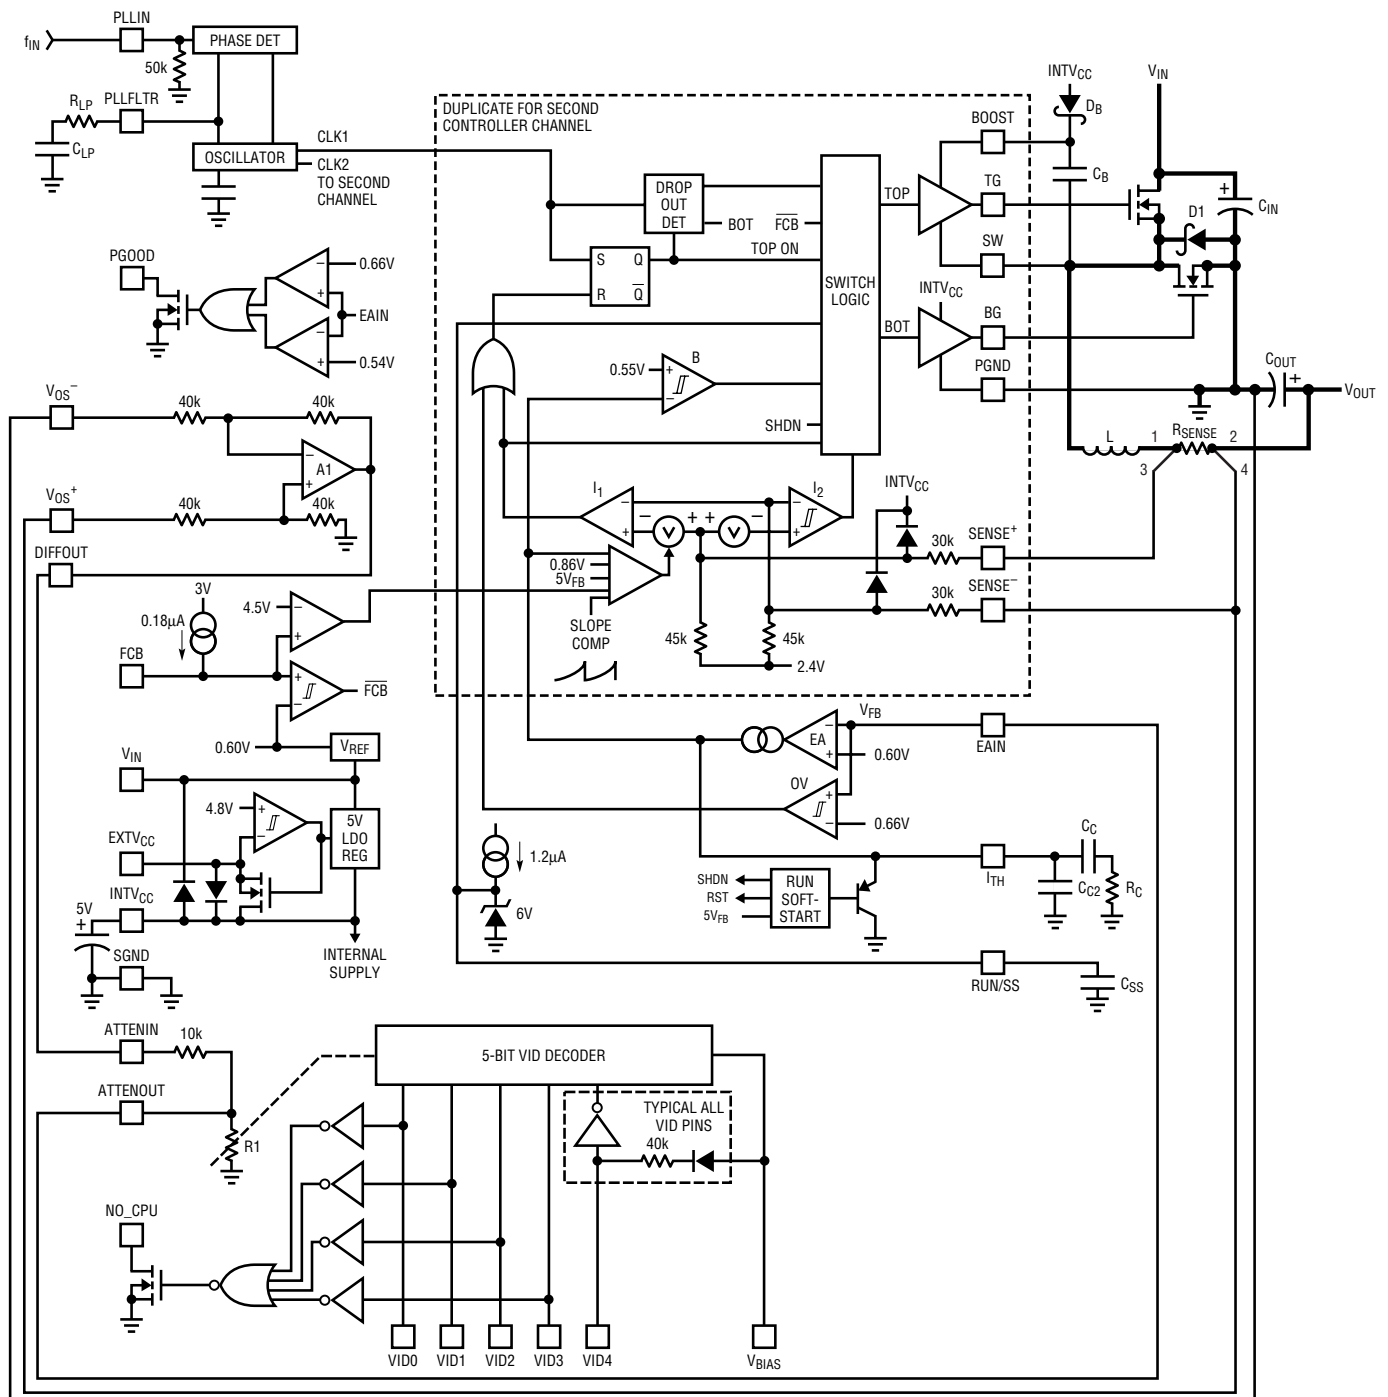 PLLIN
f_IN
PHASE DET
50k
R_LP
PLLFLTR
C_LP
OSCILLATOR
CLK1
CLK2
TO SECOND
CHANNEL
DUPLICATE FOR SECOND
CONTROLLER CHANNEL
INTV_CC
V_IN
D_B
BOOST
C_B
DROP
OUT
DET
BOT
F̅C̅B̅
TOP ON
TOP
TG
D1
+
C_IN
SW
PGOOD
−
0.66V
+
EAIN
−
+
0.54V
S
Q
R
Q̅
SWITCH
LOGIC
INTV_CC
BOT
BG
PGND
C_OUT
+
V_OUT
0.55V
+
−
B
SHDN
V_OS−
40k
40k
−
A1
+
V_OS+
40k
40k
DIFFOUT
L
1
R_SENSE
2
3
4
I_1
−
+
−
V
+
+
V
−
I_2
−
+
INTV_CC
30k
SENSE+
SENSE−
30k
0.86V
5V_FB
SLOPE
COMP
45k
45k
2.4V
3V
0.18µA
4.5V
−
+
FCB
+
−
F̅C̅B̅
0.60V
V_REF
V_IN
4.8V
+
−
5V
LDO
REG
EXTV_CC
INTV_CC
5V
+
SGND
INTERNAL
SUPPLY
V_FB
−
EA
+
0.60V
EAIN
OV
+
−
0.66V
1.2µA
6V
SHDN
RST
5V_FB
RUN
SOFT-
START
I_TH
C_C
C_C2
R_C
RUN/SS
C_SS
ATTENIN
10k
ATTENOUT
R1
5-BIT VID DECODER
TYPICAL ALL
VID PINS
40k
NO_CPU
VID0
VID1
VID2
VID3
VID4
V_BIAS